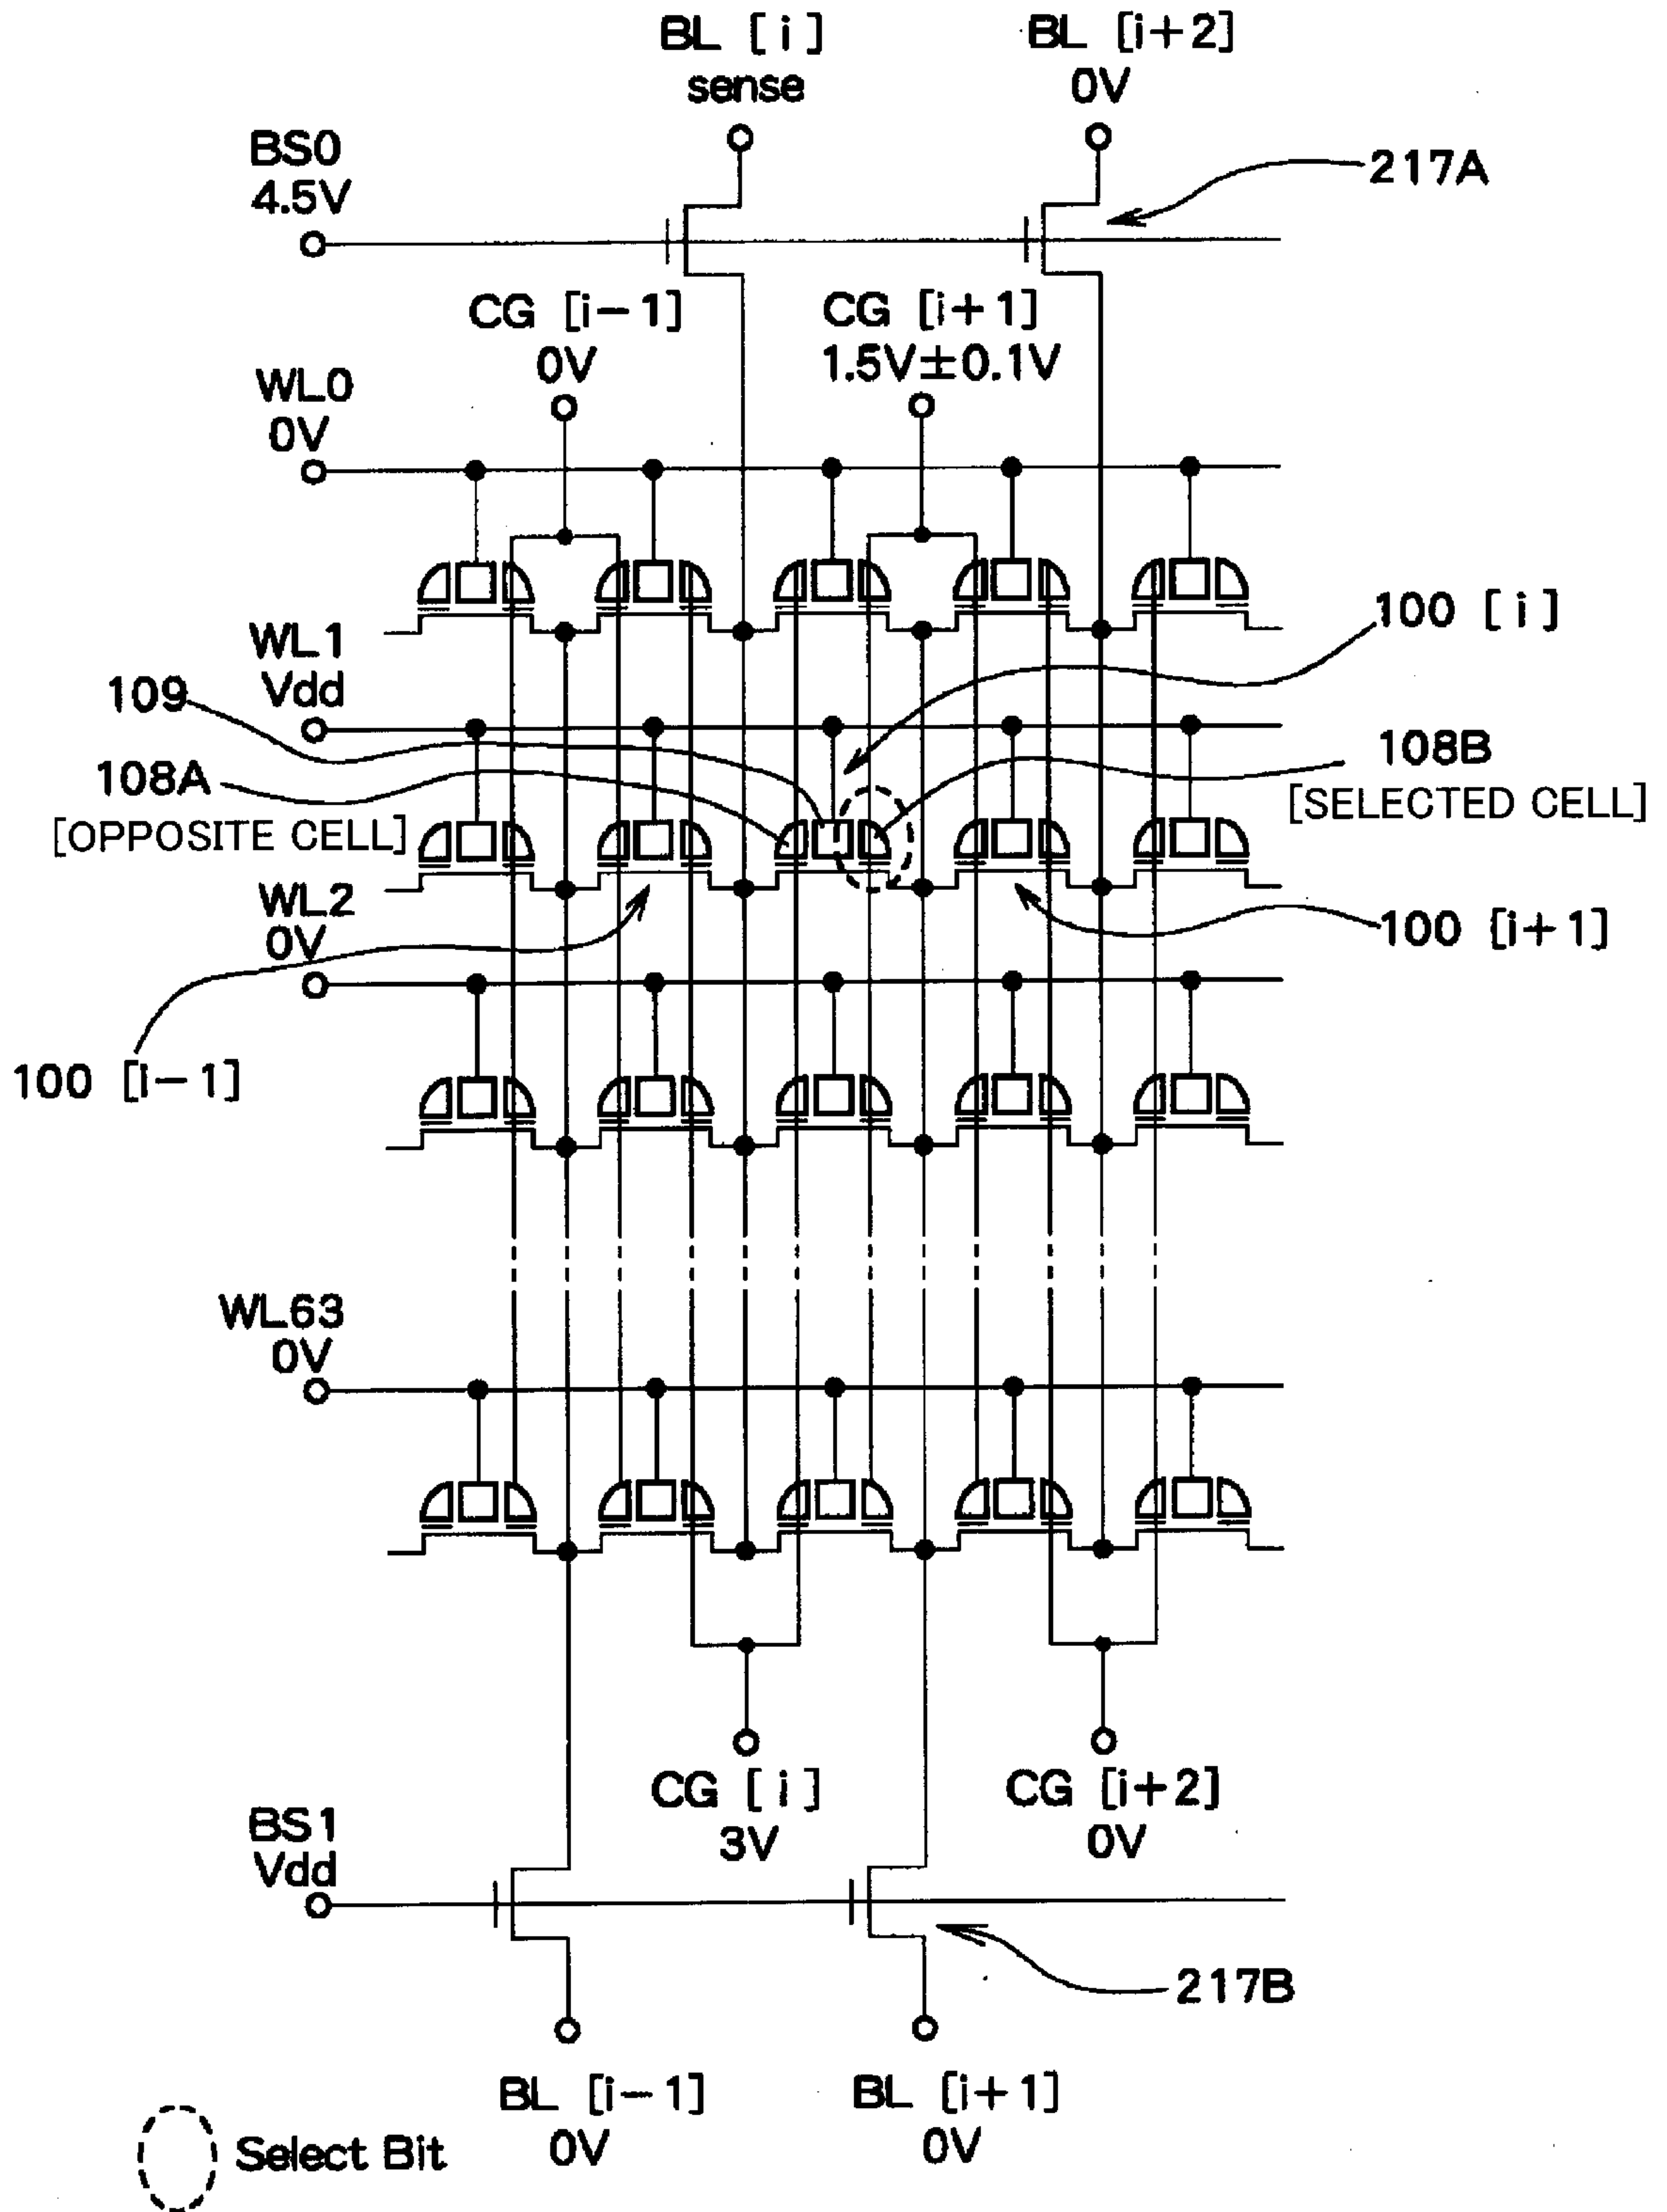 BL [i]
sense
BL [i+2]
0V
BS0
4.5V
217A
CG [i-1]
0V
CG [i+1]
1.5V±0.1V
WL0
0V
100 [i]
WL1
Vdd
109
108A
[OPPOSITE CELL]
108B
[SELECTED CELL]
WL2
0V
100 [i+1]
100 [i-1]
WL63
0V
CG [i]
3V
CG [i+2]
0V
BS1
Vdd
217B
BL [i-1]
0V
BL [i+1]
0V
Select Bit